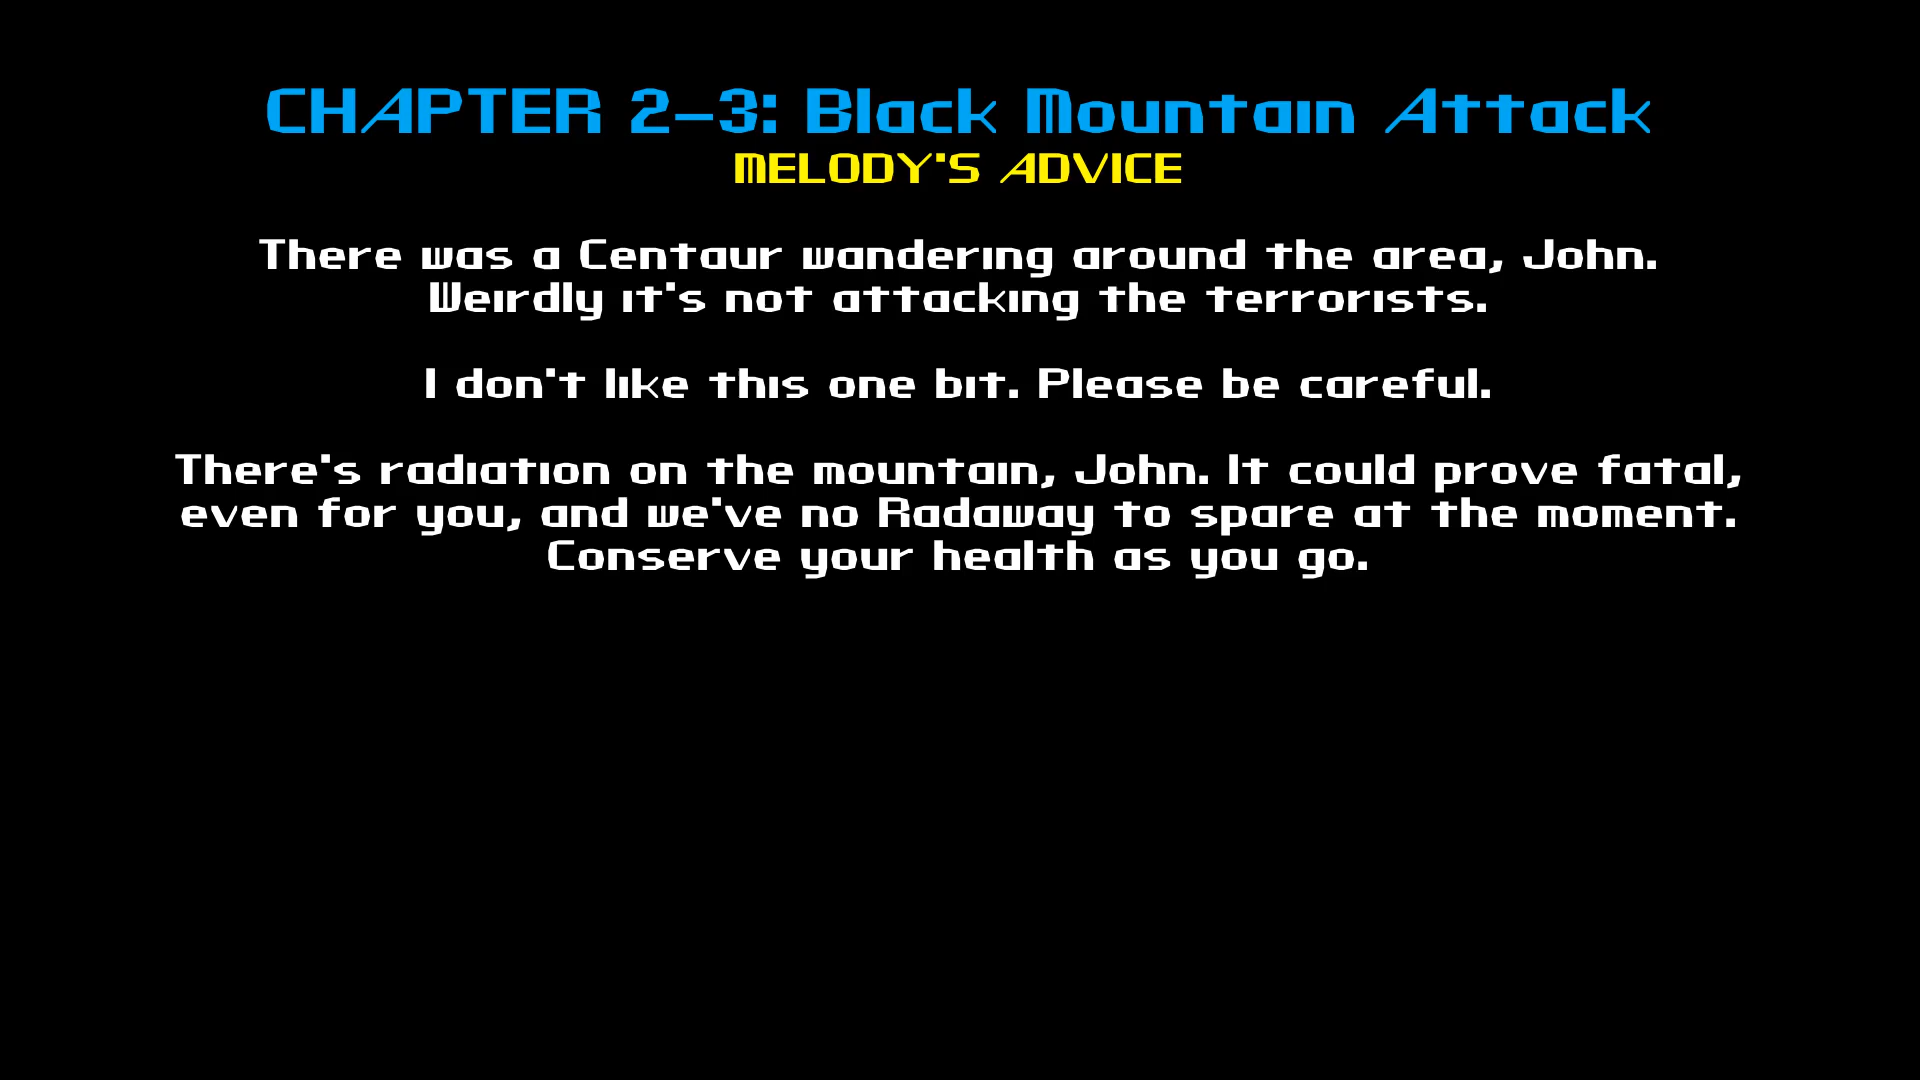 CHAPTER 2-3: Black Mountain Attack
MELODY'S ADVICE
There was a Centaur wandering around the area, John.
Weirdly it's not attacking the terrorists.
I don't like this one bit. Please be careful.
There's radiation on the mountain, John. It could prove fatal,
even for you, and we've no Radaway to spare at the moment.
Conserve your health as you go.